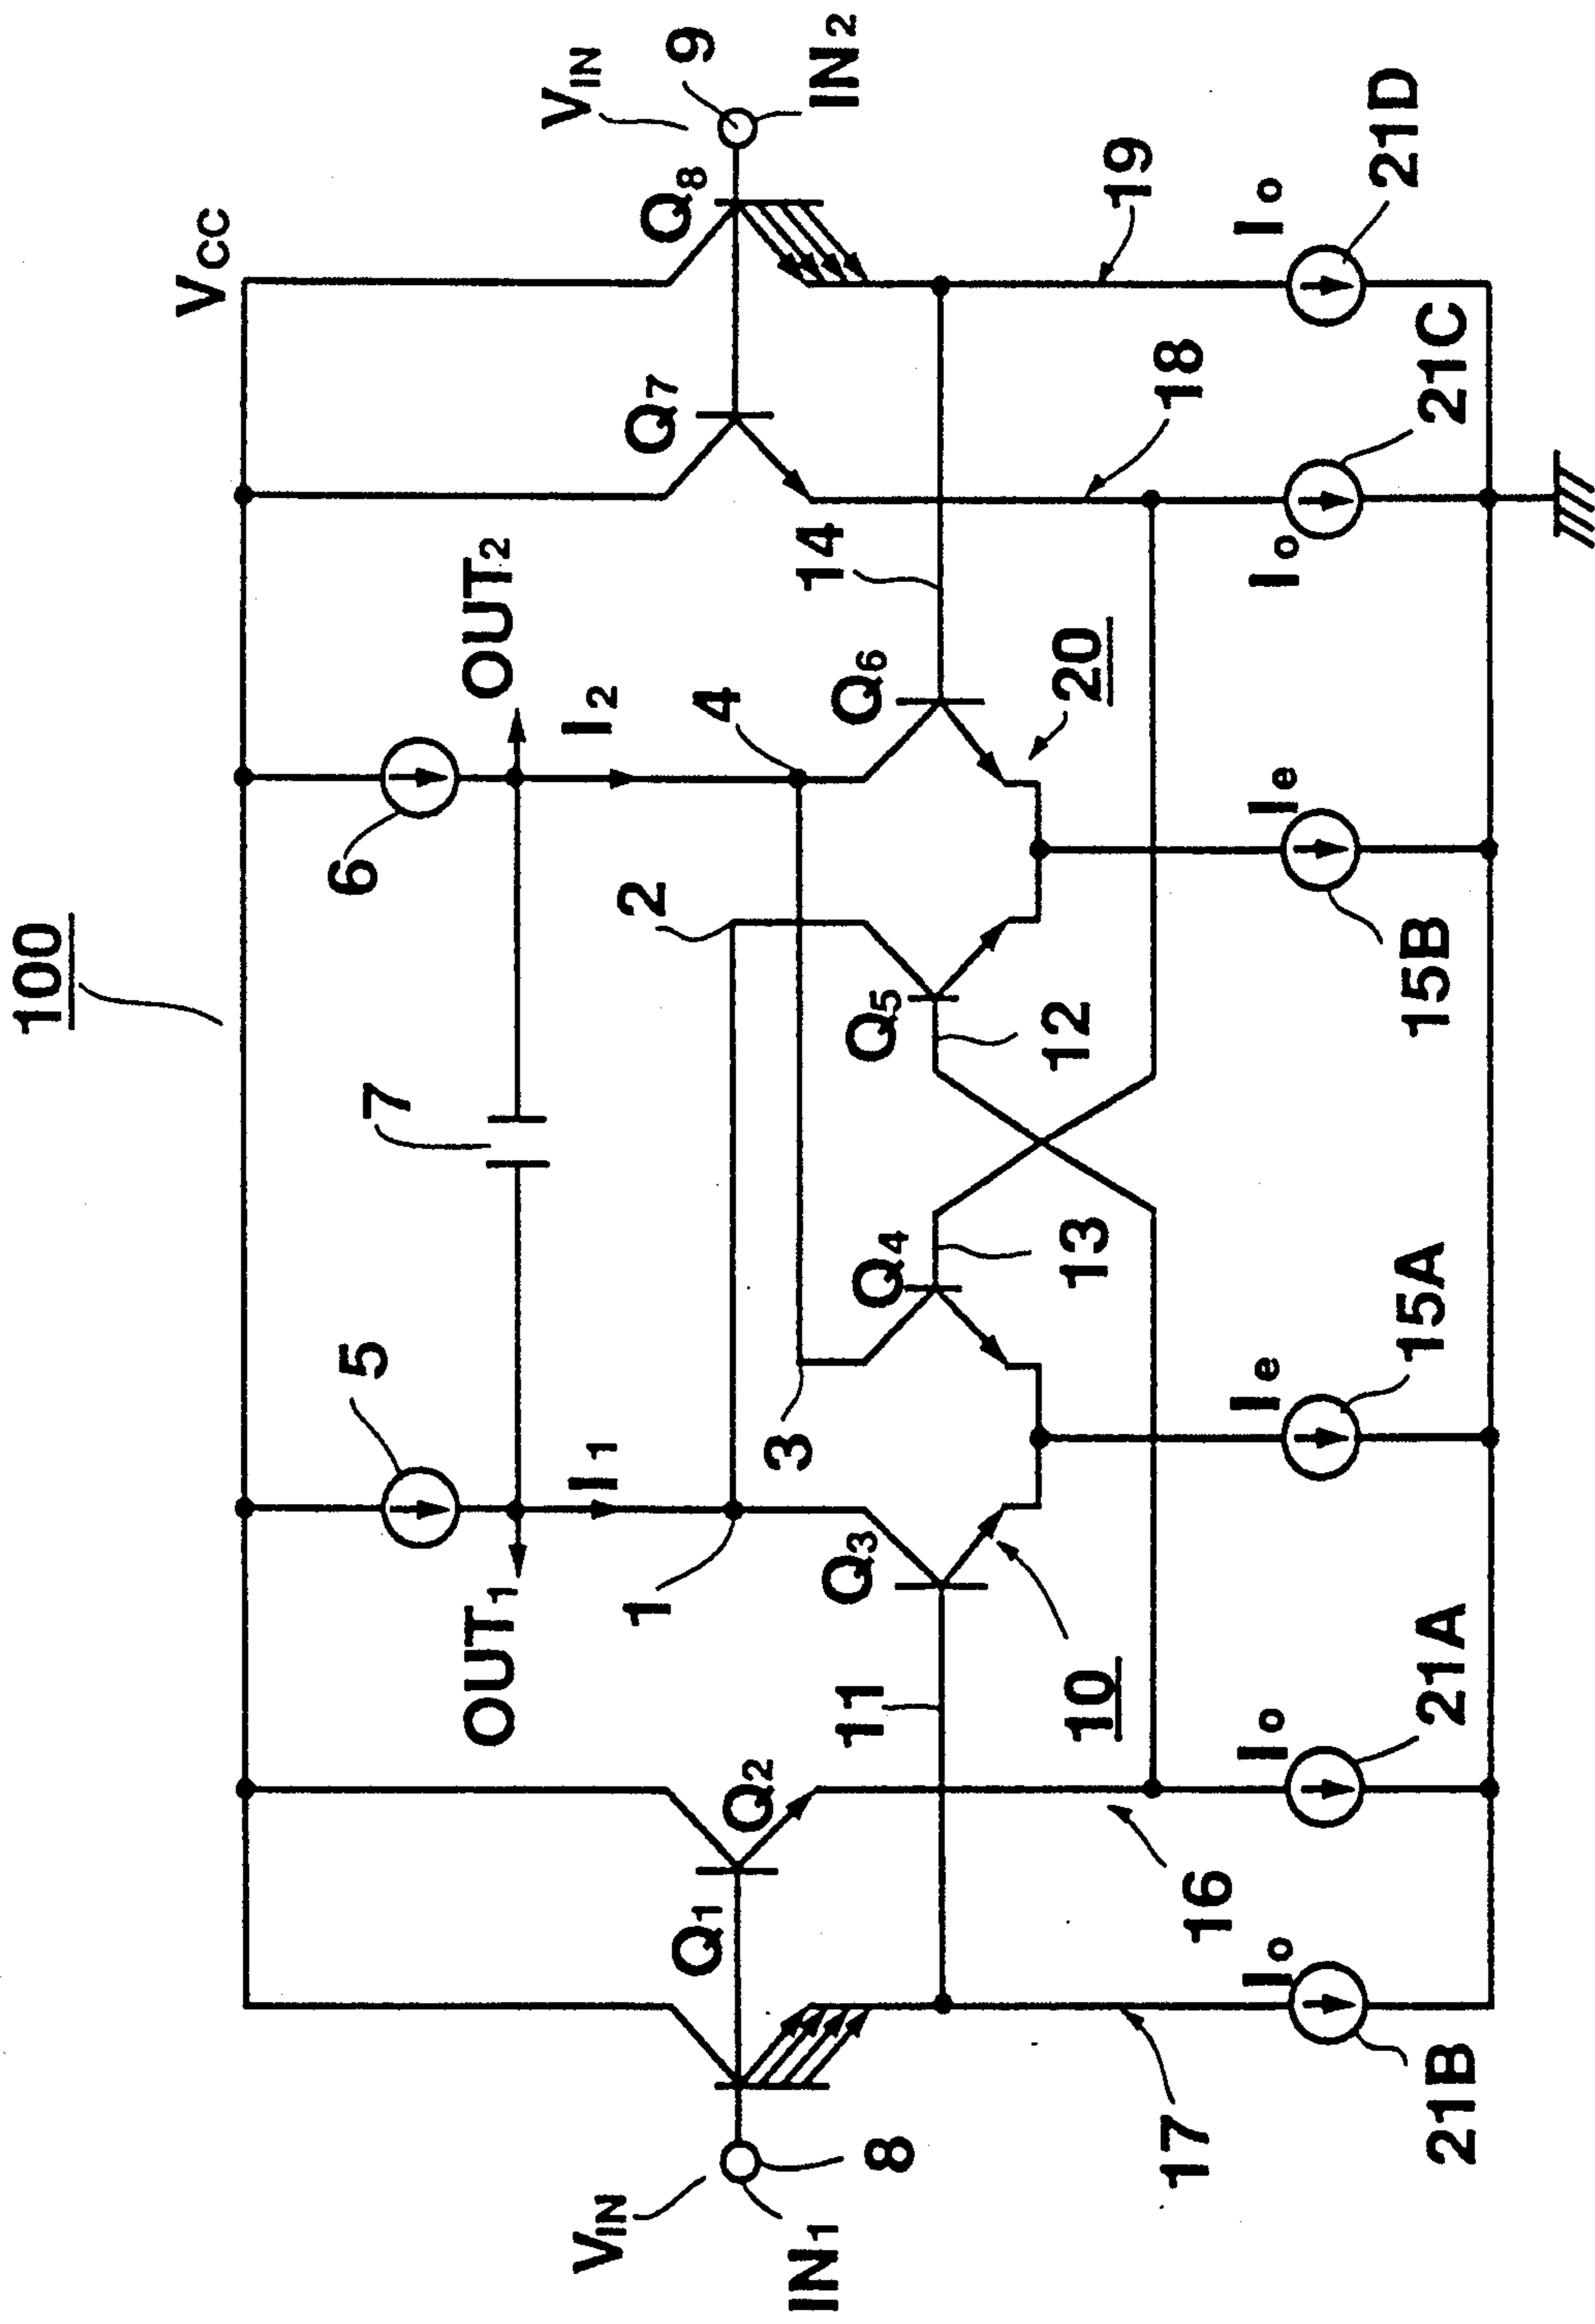 100
VCC
5
7
6
OUT1
OUT2
I1
I2
VIN
VIN
IN1
IN2
8
9
Q1
Q2
Q7
Q8
1
2
3
4
Q3
Q4
Q5
Q6
11
13
12
14
10
20
17
16
18
19
Io
Io
Ie
Ie
Io
Io
21B
21A
15A
15B
21C
21D